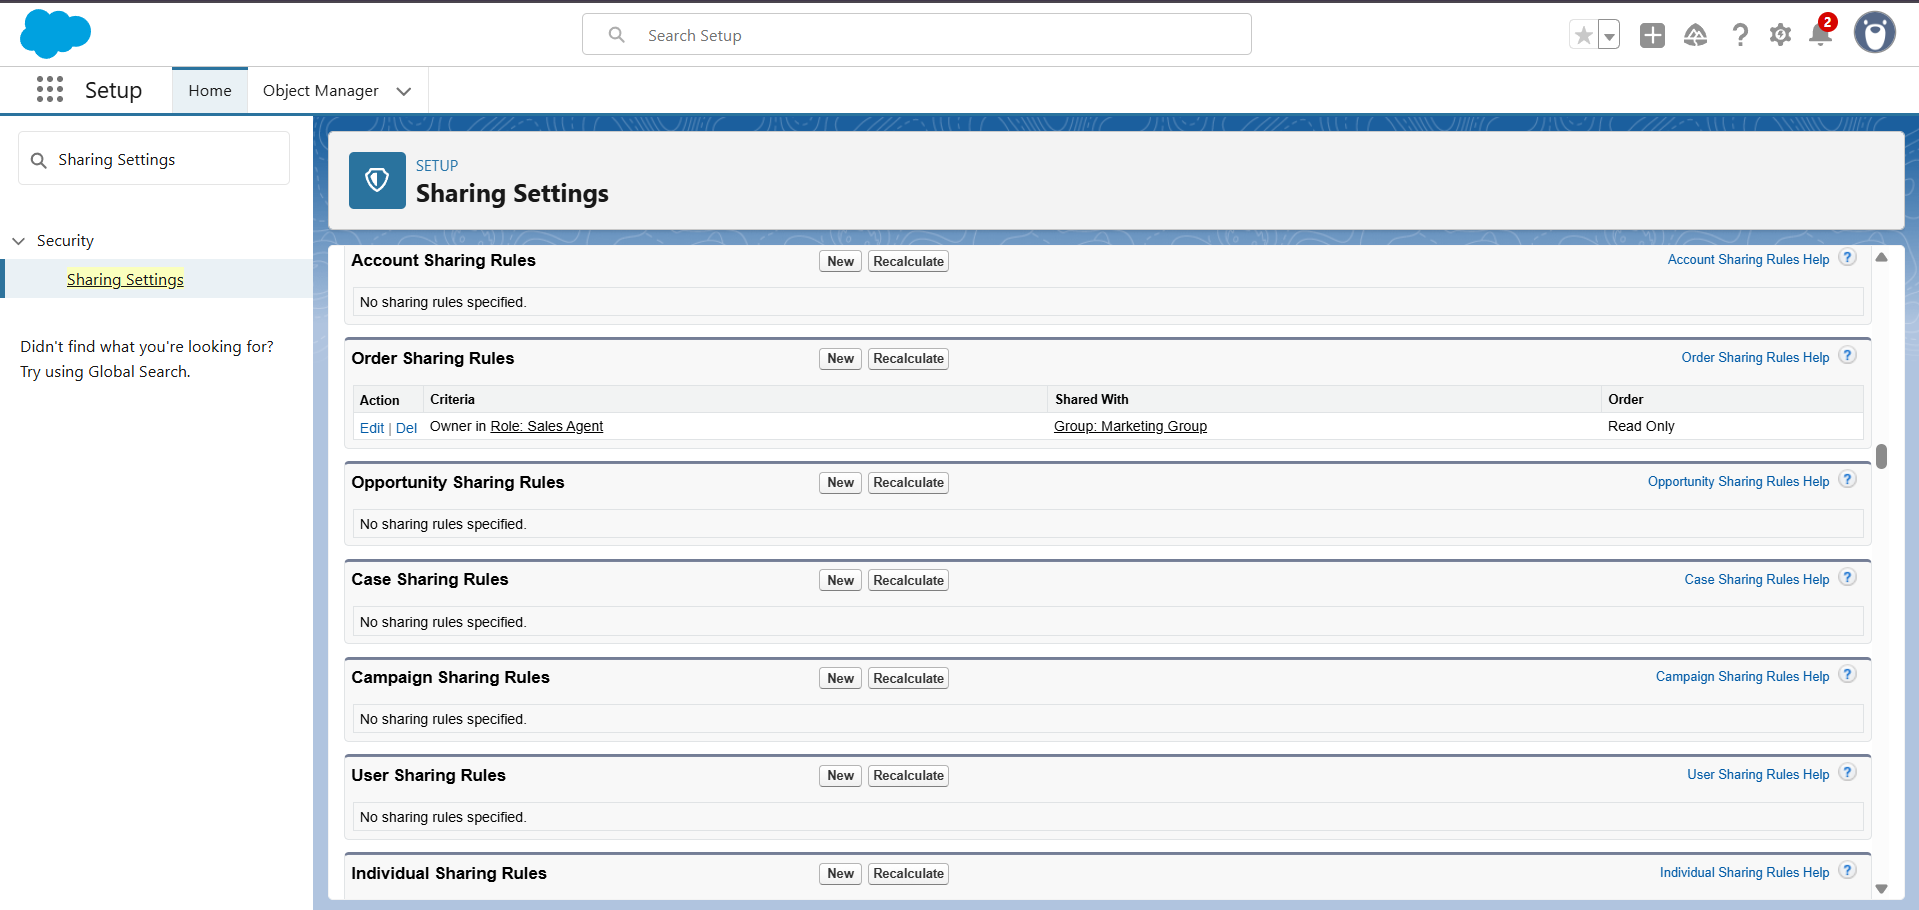 Search Setup
2
Setup
Home
Object Manager
Sharing Settings
Security
Sharing Settings
Didn't find what you're looking for?
Try using Global Search.
SETUP
Sharing Settings
Account Sharing Rules New Recalculate Account Sharing Rules Help ?
No sharing rules specified.
Order Sharing Rules New Recalculate Order Sharing Rules Help ?
Action Criteria Shared With Order
Edit | Del Owner in Role: Sales Agent Group: Marketing Group Read Only
Opportunity Sharing Rules New Recalculate Opportunity Sharing Rules Help ?
No sharing rules specified.
Case Sharing Rules New Recalculate Case Sharing Rules Help ?
No sharing rules specified.
Campaign Sharing Rules New Recalculate Campaign Sharing Rules Help ?
No sharing rules specified.
User Sharing Rules New Recalculate User Sharing Rules Help ?
No sharing rules specified.
Individual Sharing Rules New Recalculate Individual Sharing Rules Help ?